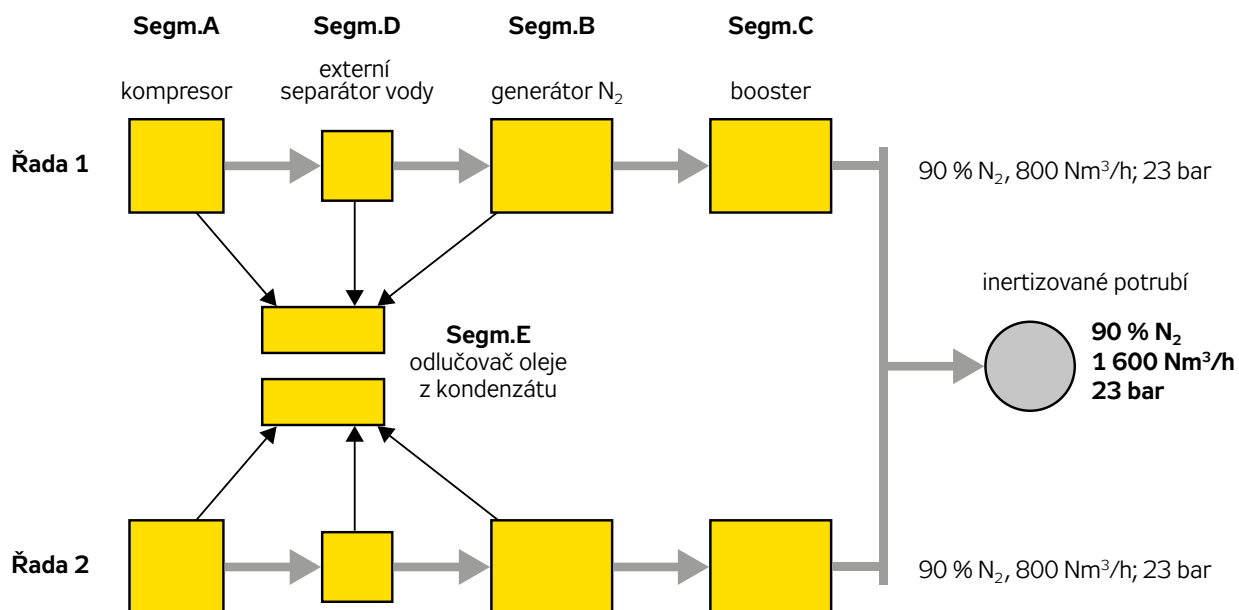 Segm.A
Segm.D
Segm.B
Segm.C
kompresor
externí
separátor vody
generátor N₂
booster
Řada 1
90 % N₂, 800 Nm³/h; 23 bar
inertizované potrubí
Segm.E
odlučovač oleje
z kondenzátu
90 % N₂
1 600 Nm³/h
23 bar
Řada 2
90 % N₂, 800 Nm³/h; 23 bar